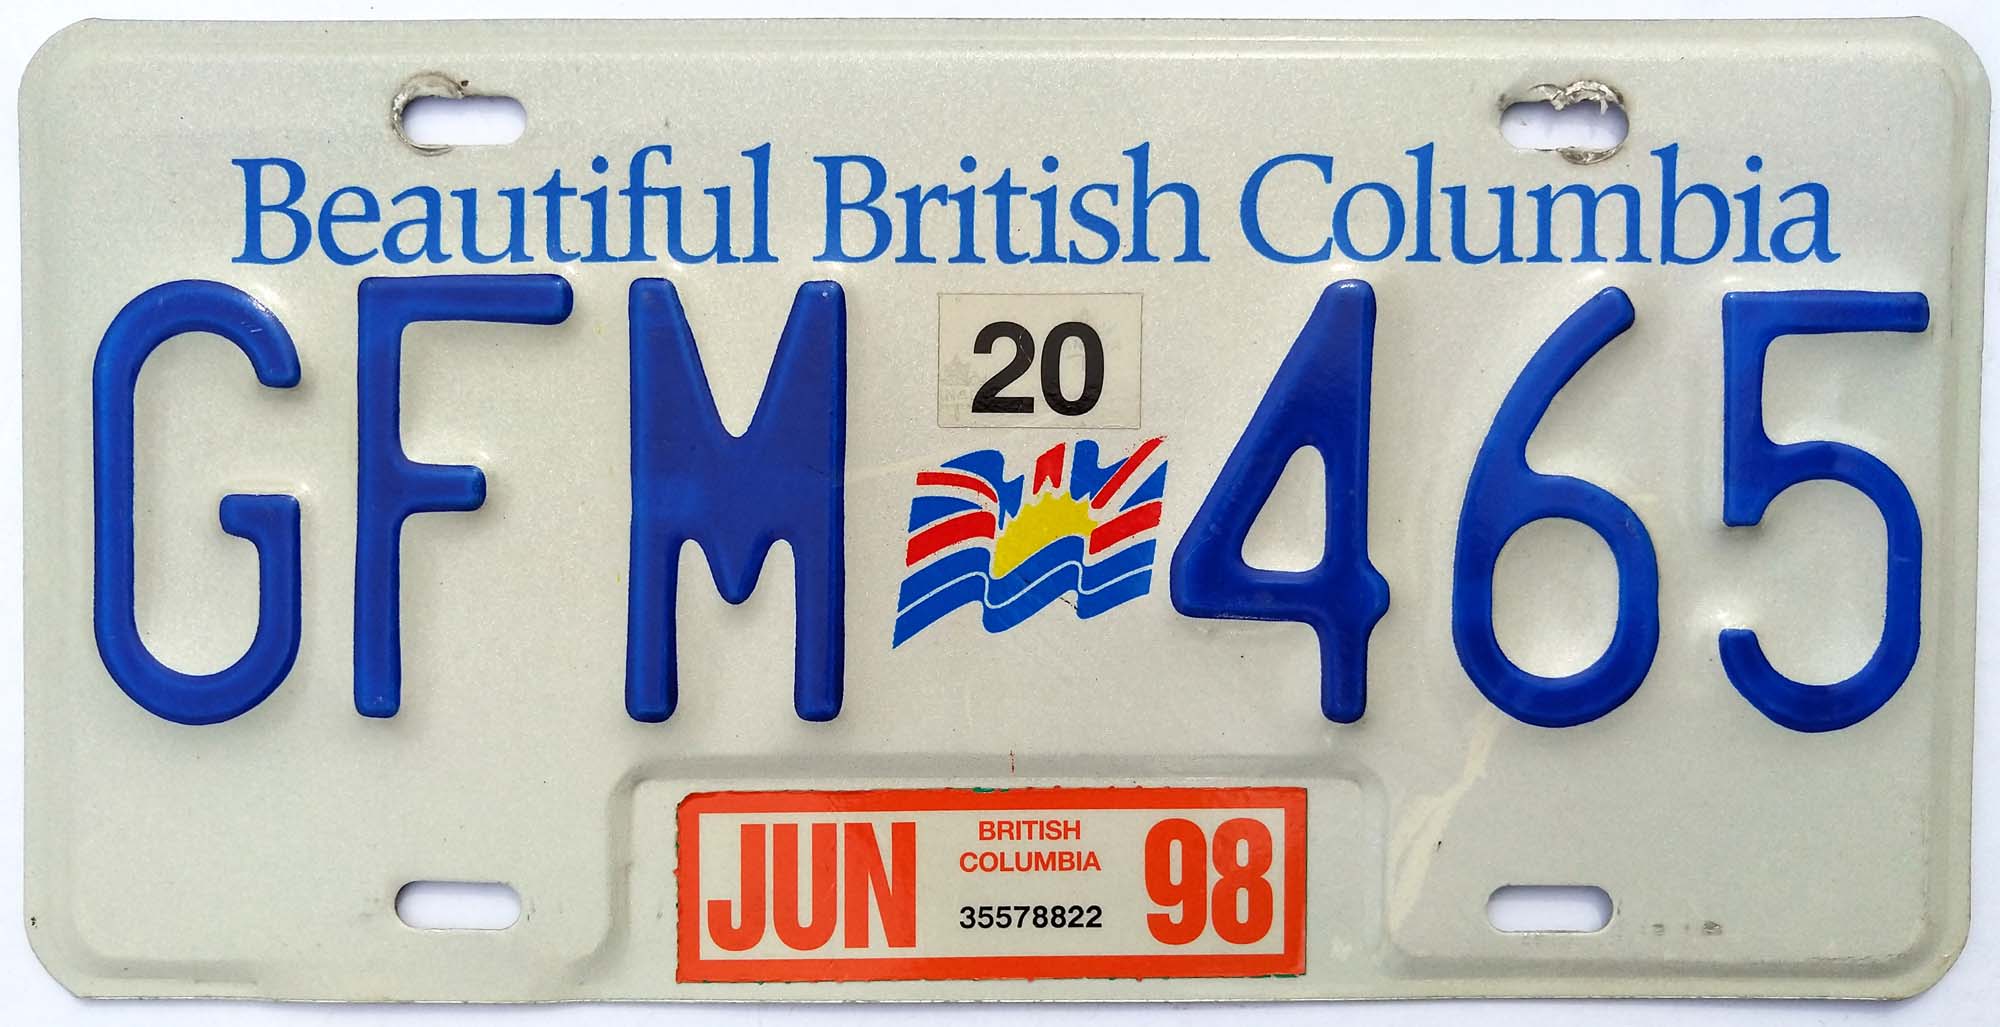 Beautiful British Columbia
GFM 20 465
JUN BRITISH COLUMBIA 98
35578822